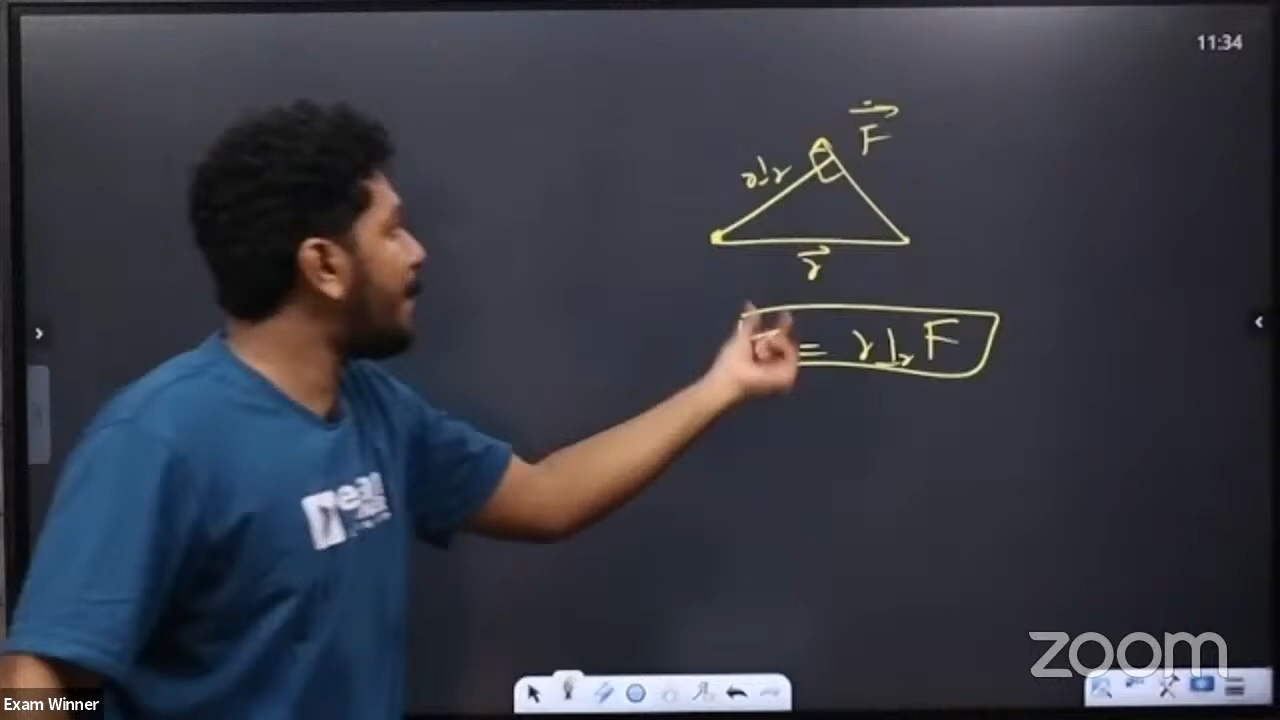 11:34
F
r⊥r
r
= r⊥r F
zoom
Exam Winner